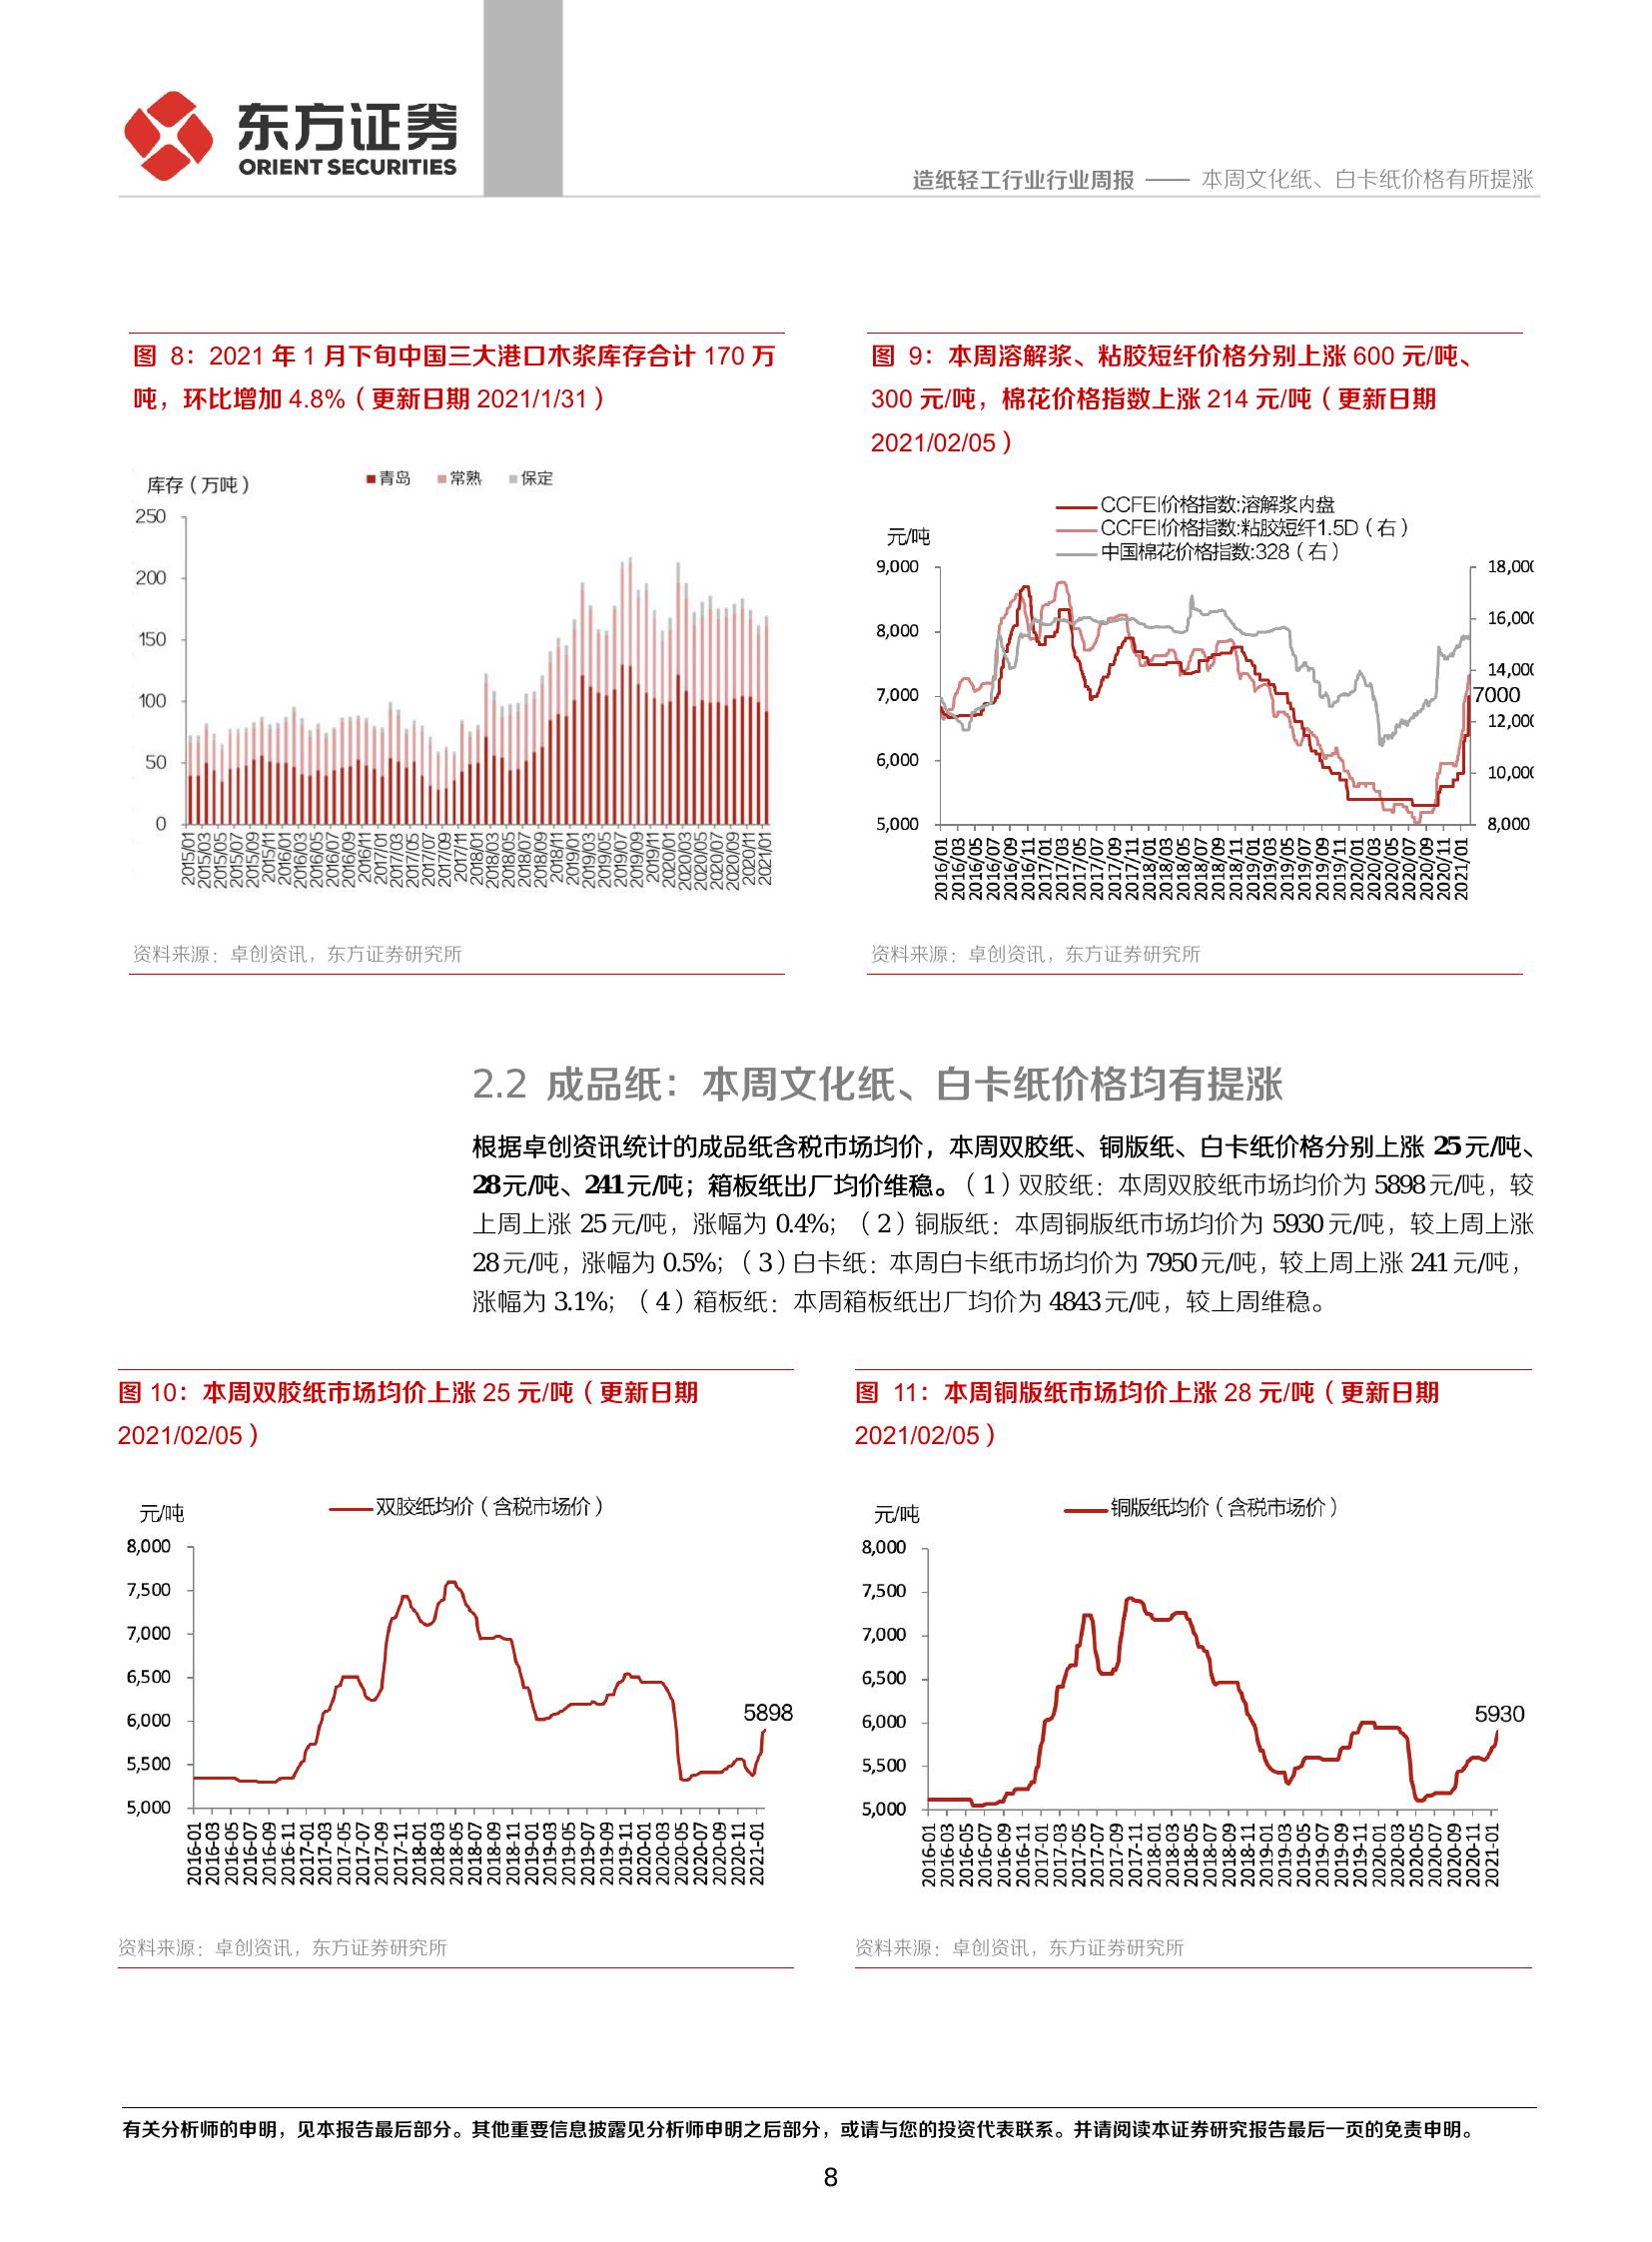 东方证券
ORIENT SECURITIES
造纸轻工行业行业周报 —— 本周文化纸、白卡纸价格有所提涨
图 8：2021 年 1 月下旬中国三大港口木浆库存合计 170 万
吨，环比增加 4.8%（更新日期 2021/1/31）
库存（万吨）
青岛 常熟 保定
250
200
150
100
50
0
2015/01 2015/03 2015/05 2015/07 2015/09 2015/11 2016/01 2016/03 2016/05 2016/07 2016/09 2016/11 2017/01 2017/03 2017/05 2017/07 2017/09 2017/11 2018/01 2018/03 2018/05 2018/07 2018/09 2018/11 2019/01 2019/03 2019/05 2019/07 2019/09 2019/11 2020/01 2020/03 2020/05 2020/07 2020/09 2020/11 2021/01
资料来源：卓创资讯，东方证券研究所
图 9：本周溶解浆、粘胶短纤价格分别上涨 600 元/吨、
300 元/吨，棉花价格指数上涨 214 元/吨（更新日期
2021/02/05）
CCFEI价格指数:溶解浆内盘
CCFEI价格指数:粘胶短纤1.5D（右）
中国棉花价格指数:328（右）
元/吨
9,000
8,000
7,000
6,000
5,000
18,000
16,000
14,000
7000
12,000
10,000
8,000
2016/01 2016/03 2016/05 2016/07 2016/09 2016/11 2017/01 2017/03 2017/05 2017/07 2017/09 2017/11 2018/01 2018/03 2018/05 2018/07 2018/09 2018/11 2019/01 2019/03 2019/05 2019/07 2019/09 2019/11 2020/01 2020/03 2020/05 2020/07 2020/09 2020/11 2021/01
资料来源：卓创资讯，东方证券研究所
2.2 成品纸：本周文化纸、白卡纸价格均有提涨
根据卓创资讯统计的成品纸含税市场均价，本周双胶纸、铜版纸、白卡纸价格分别上涨 25元/吨、
28元/吨、241元/吨；箱板纸出厂均价维稳。（1）双胶纸：本周双胶纸市场均价为 5898元/吨，较
上周上涨 25元/吨，涨幅为 0.4%；（2）铜版纸：本周铜版纸市场均价为 5930元/吨，较上周上涨
28元/吨，涨幅为 0.5%；（3）白卡纸：本周白卡纸市场均价为 7950元/吨，较上周上涨 241元/吨，
涨幅为 3.1%；（4）箱板纸：本周箱板纸出厂均价为 4843元/吨，较上周维稳。
图 10：本周双胶纸市场均价上涨 25 元/吨（更新日期
2021/02/05）
元/吨
双胶纸均价（含税市场价）
8,000
7,500
7,000
6,500
6,000
5,500
5,000
5898
2016-01 2016-03 2016-05 2016-07 2016-09 2016-11 2017-01 2017-03 2017-05 2017-07 2017-09 2017-11 2018-01 2018-03 2018-05 2018-07 2018-09 2018-11 2019-01 2019-03 2019-05 2019-07 2019-09 2019-11 2020-01 2020-03 2020-05 2020-07 2020-09 2020-11 2021-01
资料来源：卓创资讯，东方证券研究所
图 11：本周铜版纸市场均价上涨 28 元/吨（更新日期
2021/02/05）
元/吨
铜版纸均价（含税市场价）
8,000
7,500
7,000
6,500
6,000
5,500
5,000
5930
2016-01 2016-03 2016-05 2016-07 2016-09 2016-11 2017-01 2017-03 2017-05 2017-07 2017-09 2017-11 2018-01 2018-03 2018-05 2018-07 2018-09 2018-11 2019-01 2019-03 2019-05 2019-07 2019-09 2019-11 2020-01 2020-03 2020-05 2020-07 2020-09 2020-11 2021-01
资料来源：卓创资讯，东方证券研究所
有关分析师的申明，见本报告最后部分。其他重要信息披露见分析师申明之后部分，或请与您的投资代表联系。并请阅读本证券研究报告最后一页的免责申明。
8